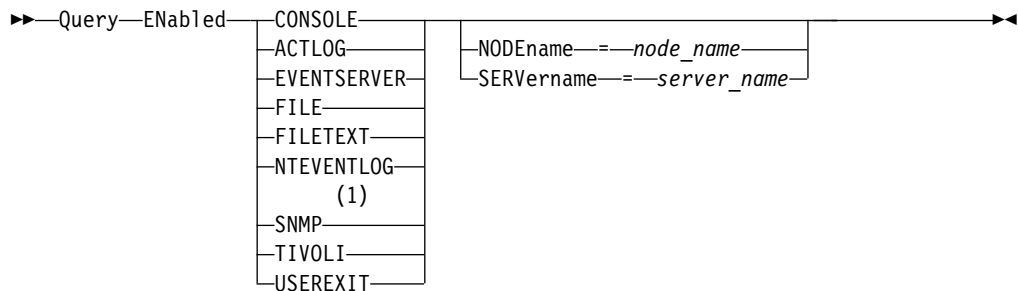 Query ENabled CONSOLE
ACTLOG NODEname = node_name
EVENTSERVER SERVername = server_name
FILE
FILETEXT
NTEVENTLOG
(1)
SNMP
TIVOLI
USEREXIT